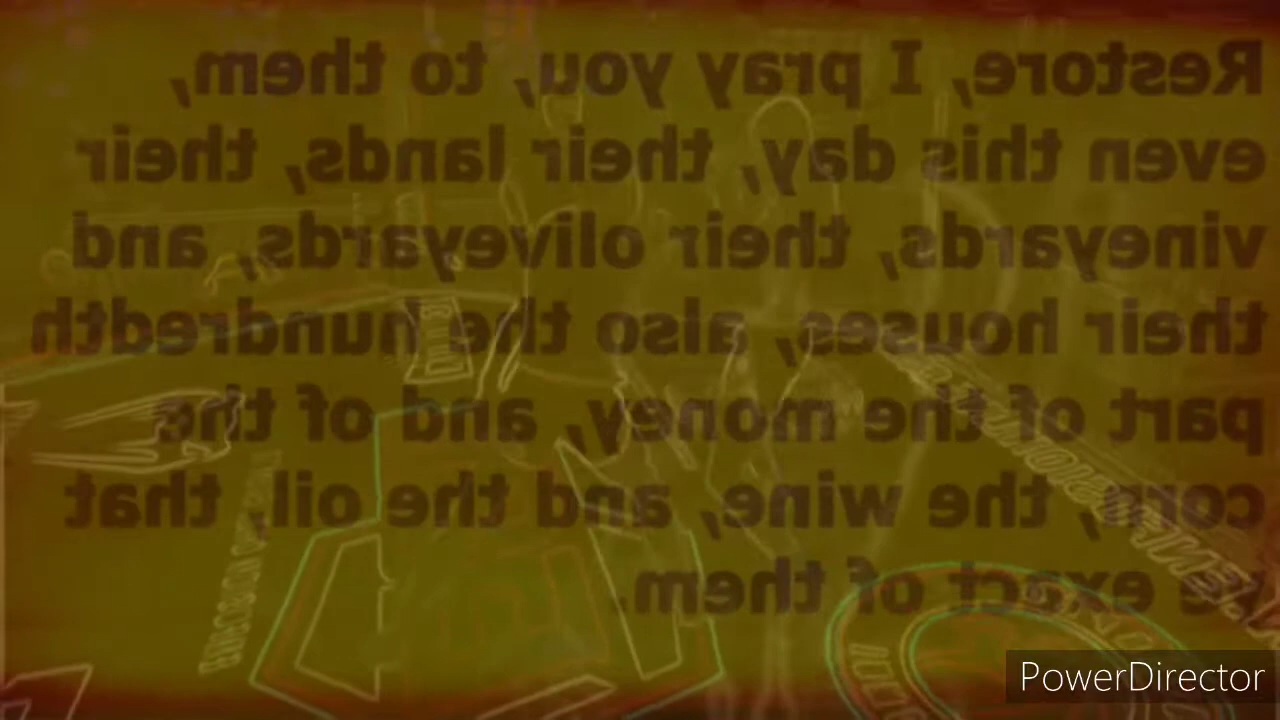 Restore, I pray you, to them,
even this day, their lands, their
vineyards, their oliveyards, and
their houses, also the hundredth
part of the money, and of the
corn, the wine, and the oil, that
ye exact of them.
PowerDirector